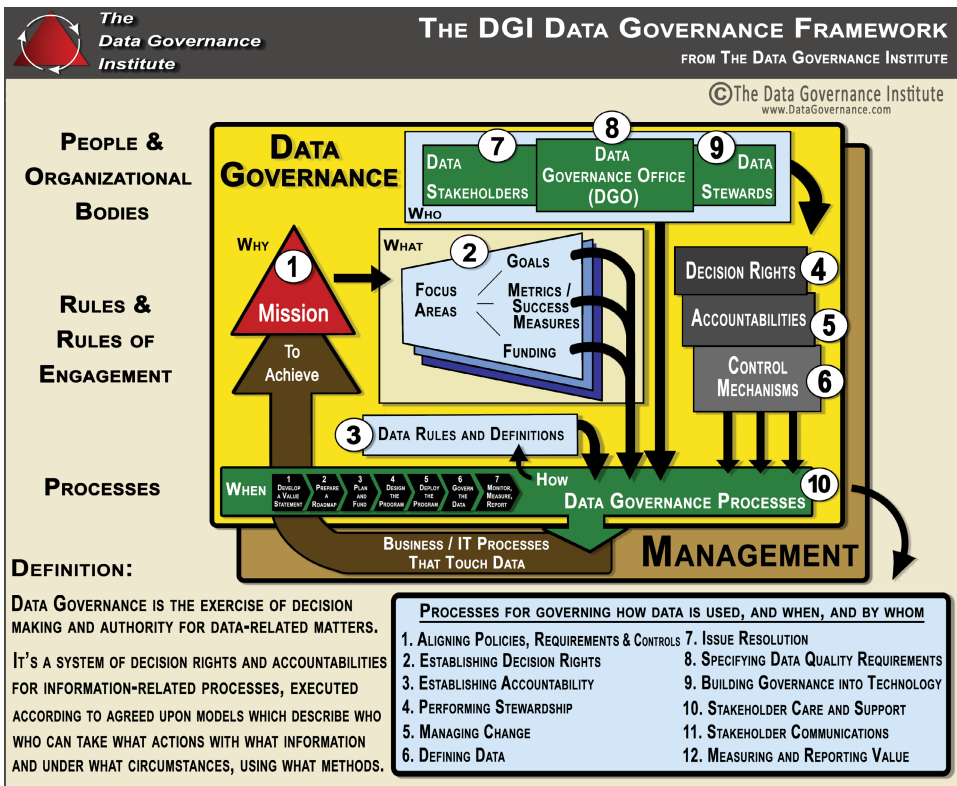 The
Data Governance
Institute
THE DGI DATA GOVERNANCE FRAMEWORK
FROM THE DATA GOVERNANCE INSTITUTE
©The Data Governance Institute
www.DataGovernance.com
PEOPLE &
ORGANIZATIONAL
BODIES
RULES &
RULES OF
ENGAGEMENT
PROCESSES
DATA
GOVERNANCE
7
DATA
STAKEHOLDERS
8
DATA
GOVERNANCE OFFICE
(DGO)
9
DATA
STEWARDS
WHO
WHY
1
Mission
To
Achieve
WHAT
2
FOCUS
AREAS
GOALS
METRICS /
SUCCESS
MEASURES
FUNDING
DECISION RIGHTS
4
ACCOUNTABILITIES
5
CONTROL
MECHANISMS
6
3
DATA RULES AND DEFINITIONS
WHEN
1
DEVELOP
A VALUE
STATEMENT
2
PREPARE
A
ROADMAP
3
PLAN
AND
FUND
4
DESIGN
THE
PROGRAM
5
DEPLOY
THE
PROGRAM
6
GOVERN
THE
DATA
7
MONITOR,
MEASURE,
REPORT
HOW
DATA GOVERNANCE PROCESSES
10
BUSINESS / IT PROCESSES
THAT TOUCH DATA
MANAGEMENT
DEFINITION:
DATA GOVERNANCE IS THE EXERCISE OF DECISION
MAKING AND AUTHORITY FOR DATA-RELATED MATTERS.
IT'S A SYSTEM OF DECISION RIGHTS AND ACCOUNTABILITIES
FOR INFORMATION-RELATED PROCESSES, EXECUTED
ACCORDING TO AGREED UPON MODELS WHICH DESCRIBE WHO
WHO CAN TAKE WHAT ACTIONS WITH WHAT INFORMATION
AND UNDER WHAT CIRCUMSTANCES, USING WHAT METHODS.
PROCESSES FOR GOVERNING HOW DATA IS USED, AND WHEN, AND BY WHOM
1. ALIGNING POLICIES, REQUIREMENTS & CONTROLS
2. ESTABLISHING DECISION RIGHTS
3. ESTABLISHING ACCOUNTABILITY
4. PERFORMING STEWARDSHIP
5. MANAGING CHANGE
6. DEFINING DATA
7. ISSUE RESOLUTION
8. SPECIFYING DATA QUALITY REQUIREMENTS
9. BUILDING GOVERNANCE INTO TECHNOLOGY
10. STAKEHOLDER CARE AND SUPPORT
11. STAKEHOLDER COMMUNICATIONS
12. MEASURING AND REPORTING VALUE